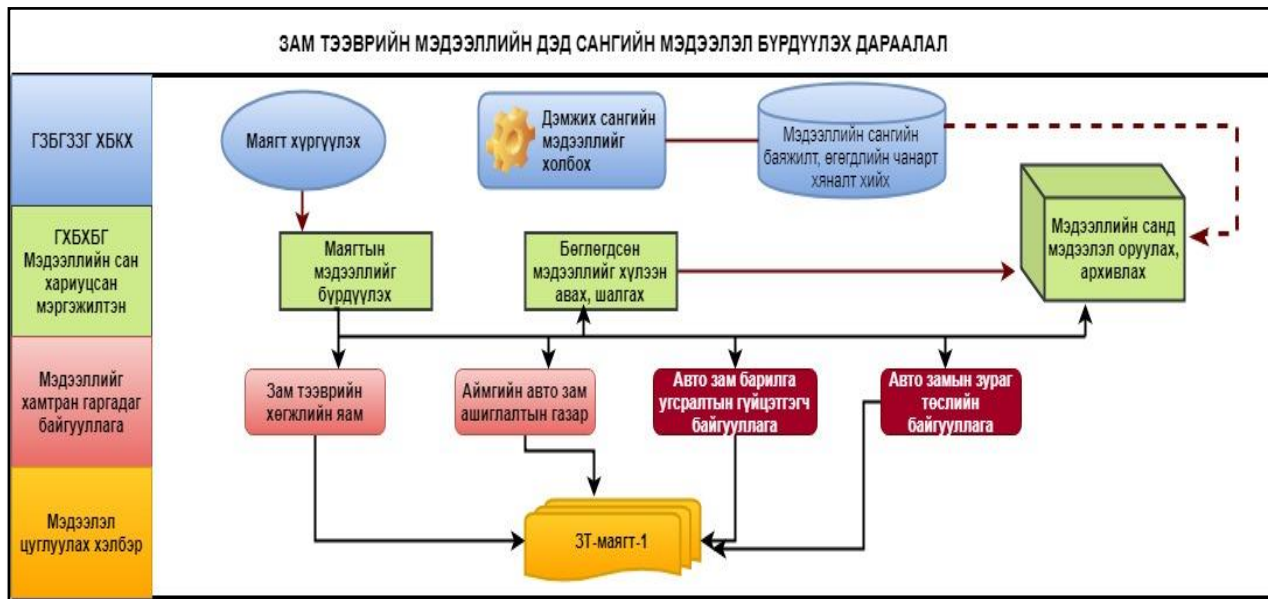 ЗАМ ТЭЭВРИЙН МЭДЭЭЛЛИЙН ДЭД САНГИЙН МЭДЭЭЛЭЛ БҮРДҮҮЛЭХ ДАРААЛАЛ
ГЗБГЗЗГ ХБКХ
Маягт хүргүүлэх
Дэмжих сангийн
мэдээллийг
холбох
Мэдээллийн сангийн
баяжилт, өгөгдлийн чанарт
хяналт хийх
ГХБХБГ
Мэдээллийн сан
хариуцсан
мэргэжилтэн
Маягтын
мэдээллийг
бүрдүүлэх
Бөглөгдсөн
мэдээллийг хүлээн
авах, шалгах
Мэдээллийн санд
мэдээлэл оруулах,
архивлах
Мэдээллийг
хамтран гаргадаг
байгууллага
Зам тээврийн
хөгжлийн яам
Аймгийн авто зам
ашиглалтын газар
Авто зам барилга
угсралтын гүйцэтгэгч
байгууллага
Авто замын зураг
төслийн
байгууллага
Мэдээлэл
цуглуулах хэлбэр
ЗТ-маягт-1